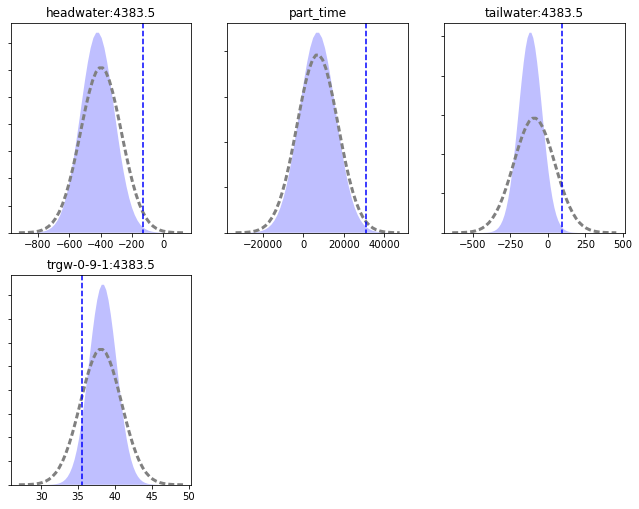 headwater:4383.5 part_time tailwater:4383.5
−800 −600 −400 −200 0 −20000 0 20000 40000 −500 −250 0 250 500
trgw-0-9-1:4383.5
30 35 40 45 50